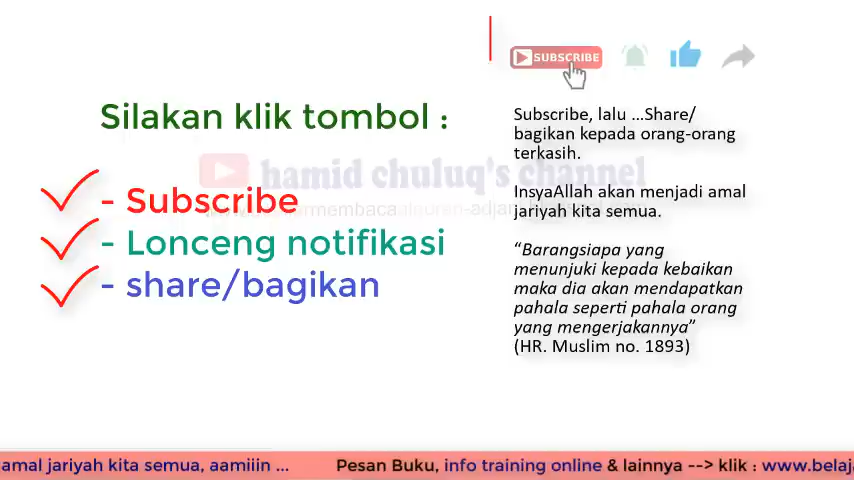 SUBSCRIBE
Silakan klik tombol :
- Subscribe
- Lonceng notifikasi
- share/bagikan
hamid chuluq's channel
Subscribe, lalu ...Share/
bagikan kepada orang-orang
terkasih.
InsyaAllah akan menjadi amal
jariyah kita semua.
“Barangsiapa yang
menunjuki kepada kebaikan
maka dia akan mendapatkan
pahala seperti pahala orang
yang mengerjakannya”
(HR. Muslim no. 1893)
amal jariyah kita semua, aamiiin ... Pesan Buku, info training online & lainnya --> klik : www.belaj